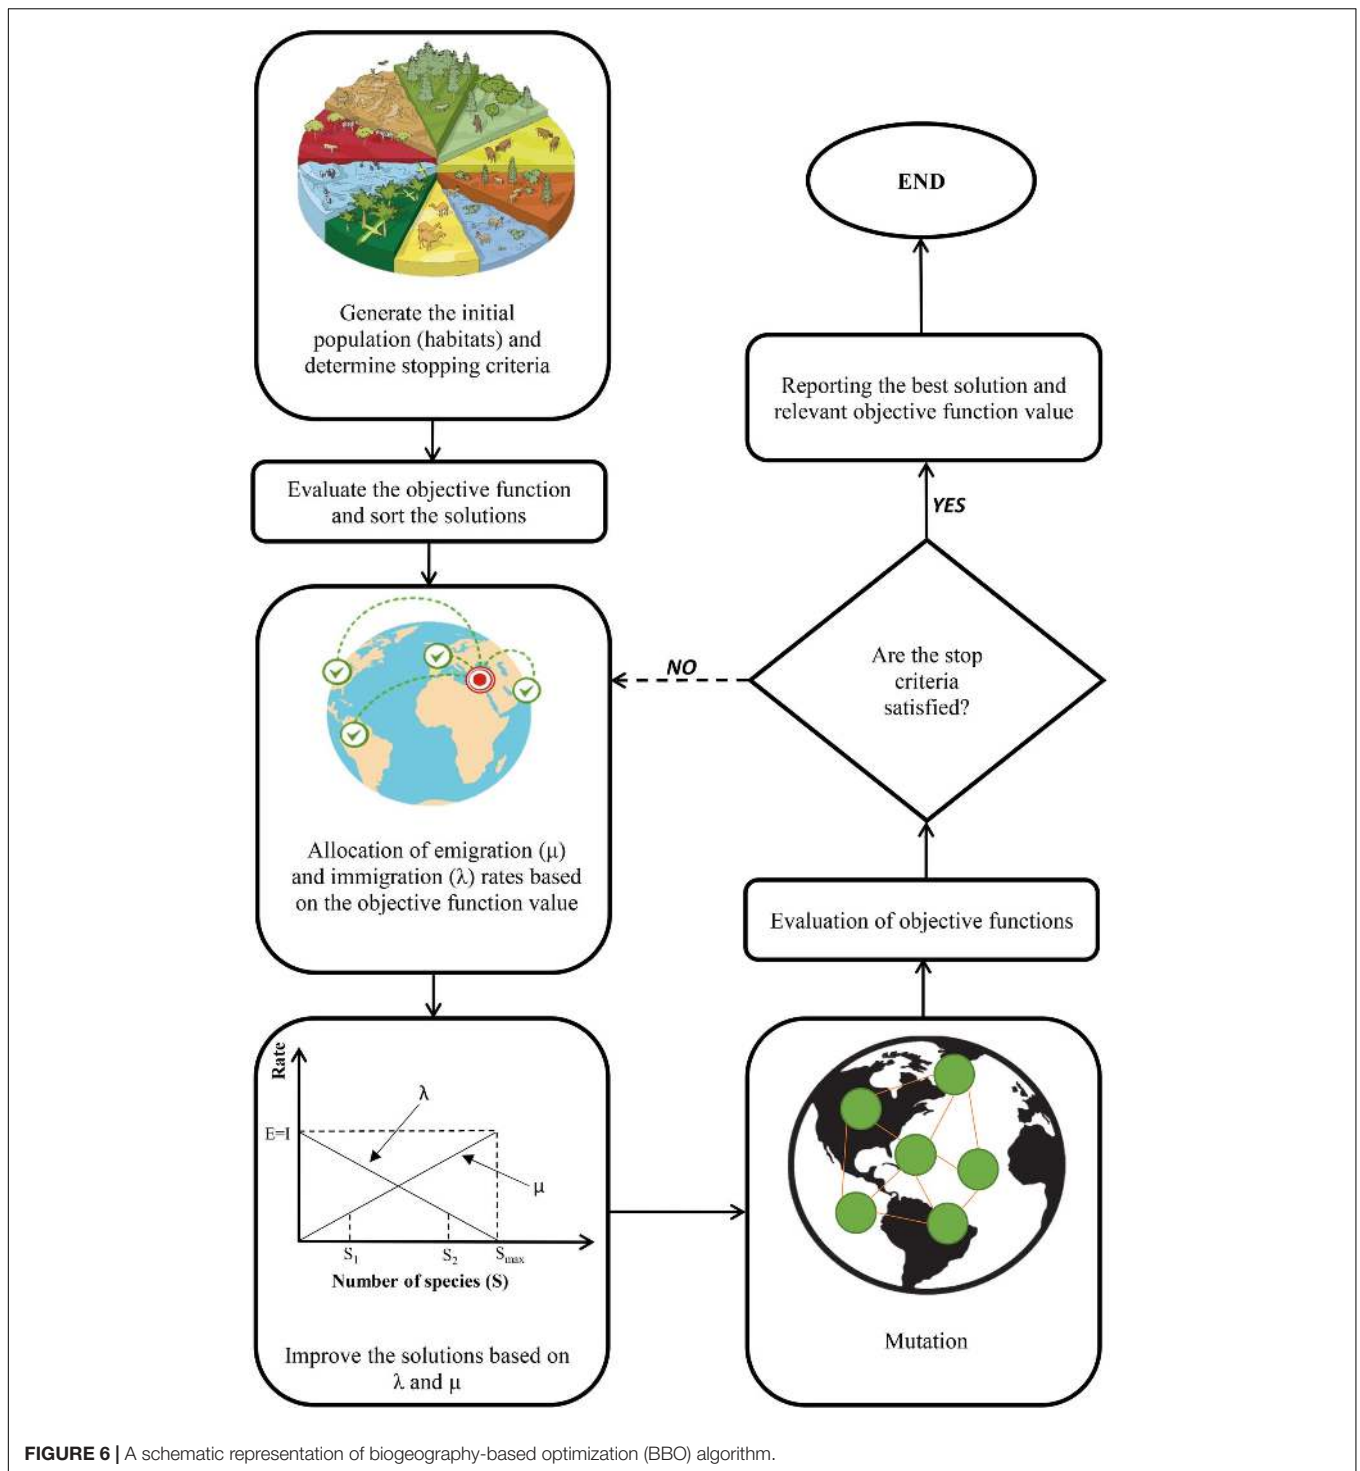 Generate the initial
population (habitats) and
determine stopping criteria
Evaluate the objective function
and sort the solutions
Allocation of emigration (μ)
and immigration (λ) rates based
on the objective function value
Rate
λ
E=I
μ
S₁
S₂
Sₘₐₓ
Number of species (S)
Improve the solutions based on
λ and μ
Mutation
Evaluation of objective functions
Are the stop
criteria
satisfied?
NO
YES
Reporting the best solution and
relevant objective function value
END
FIGURE 6 | A schematic representation of biogeography-based optimization (BBO) algorithm.